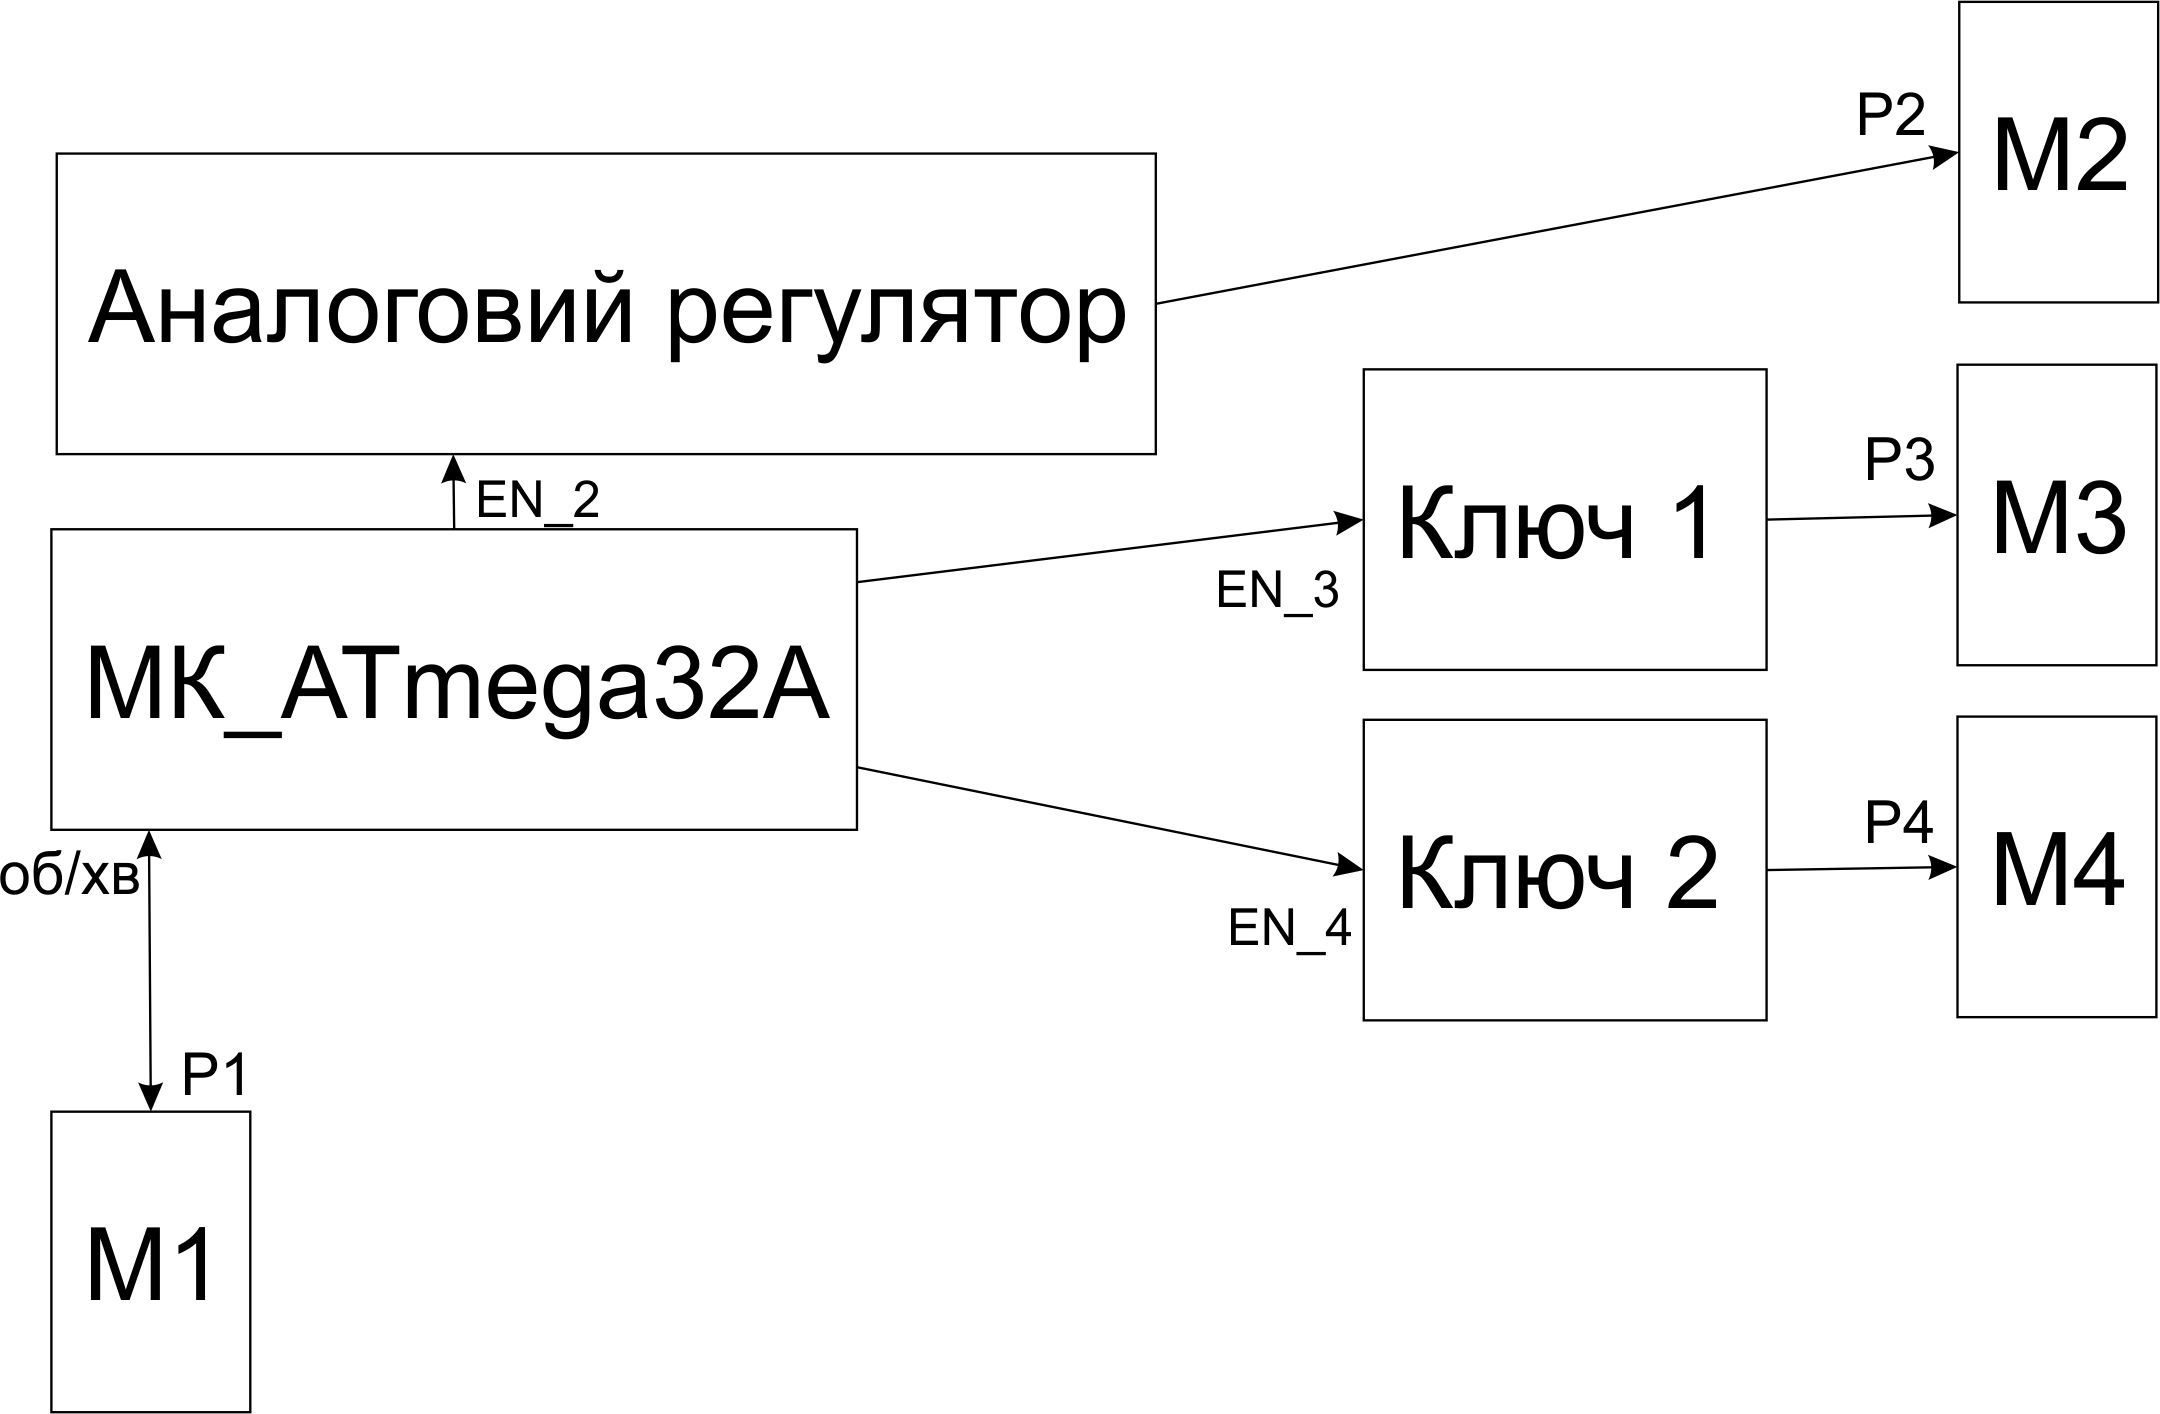 P2
M2
Аналоговий регулятор
P3
M3
EN_2
Ключ 1
EN_3
МК_ATmega32A
P4
M4
об/хв
Ключ 2
EN_4
P1
M1